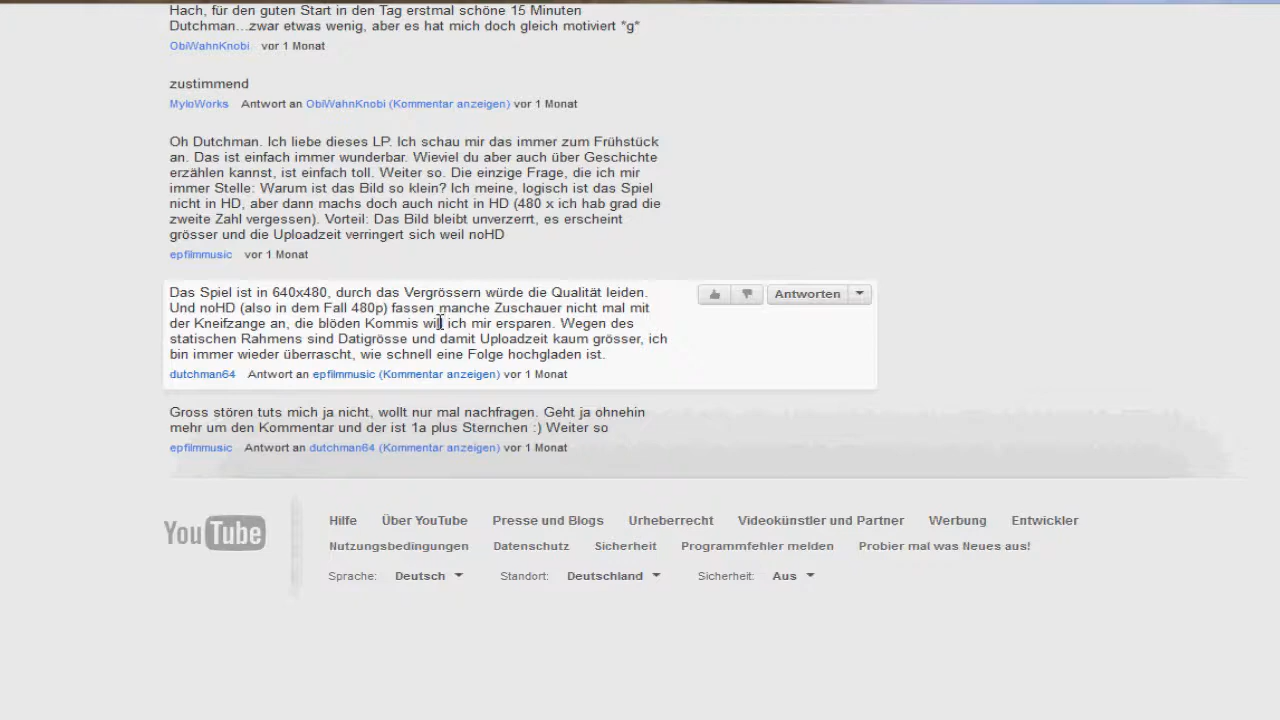 Hach, für den guten Start in den Tag erstmal schöne 15 Minuten
Dutchman...zwar etwas wenig, aber es hat mich doch gleich motiviert *g*
ObiWahnKnobi vor 1 Monat
zustimmend
MyloWorks Antwort an ObiWahnKnobi (Kommentar anzeigen) vor 1 Monat
Oh Dutchman. Ich liebe dieses LP. Ich schau mir das immer zum Frühstück
an. Das ist einfach immer wunderbar. Wieviel du aber auch über Geschichte
erzählen kannst, ist einfach toll. Weiter so. Die einzige Frage, die ich mir
immer Stelle: Warum ist das Bild so klein? Ich meine, logisch ist das Spiel
nicht in HD, aber dann machs doch auch nicht in HD (480 x ich hab grad die
zweite Zahl vergessen). Vorteil: Das Bild bleibt unverzerrt, es erscheint
grösser und die Uploadzeit verringert sich weil noHD
epfilmmusic vor 1 Monat
Das Spiel ist in 640x480, durch das Vergrössern würde die Qualität leiden.
Und noHD (also in dem Fall 480p) fassen manche Zuschauer nicht mal mit
der Kneifzange an, die blöden Kommis will ich mir ersparen. Wegen des
statischen Rahmens sind Datigrösse und damit Uploadzeit kaum grösser, ich
bin immer wieder überrascht, wie schnell eine Folge hochgladen ist.
dutchman64 Antwort an epfilmmusic (Kommentar anzeigen) vor 1 Monat
Antworten
Gross stören tuts mich ja nicht, wollt nur mal nachfragen. Geht ja ohnehin
mehr um den Kommentar und der ist 1a plus Sternchen :) Weiter so
epfilmmusic Antwort an dutchman64 (Kommentar anzeigen) vor 1 Monat
YouTube
Hilfe Über YouTube Presse und Blogs Urheberrecht Videokünstler und Partner Werbung Entwickler
Nutzungsbedingungen Datenschutz Sicherheit Programmfehler melden Probier mal was Neues aus!
Sprache: Deutsch Standort: Deutschland Sicherheit: Aus